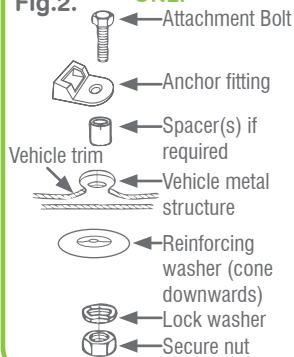 Fig.2.
Attachment Bolt
Anchor fitting
Spacer(s) if
required
Vehicle trim
Vehicle metal
structure
Reinforcing
washer (cone
downwards)
Lock washer
Secure nut